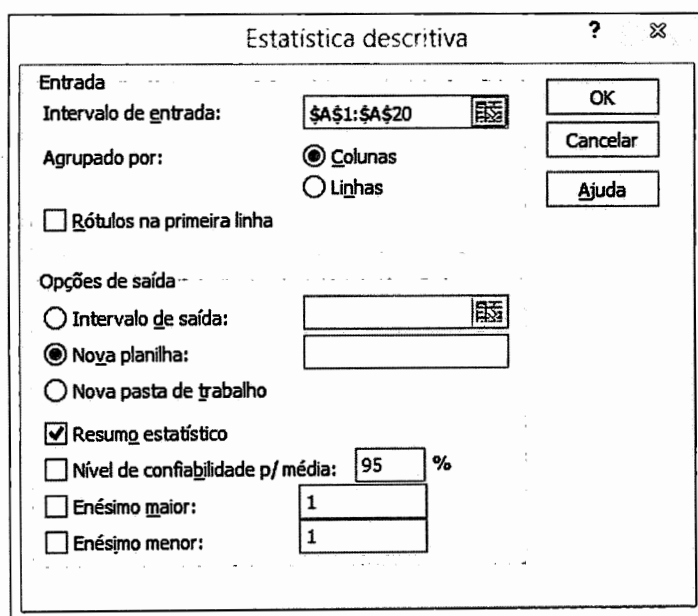 Estatística descritiva ?
Entrada
Intervalo de entrada: $A$1:$A$20
OK
Agrupado por: Colunas
Cancelar
Linhas
Ajuda
Rótulos na primeira linha
Opções de saída
Intervalo de saída:
Nova planilha:
Nova pasta de trabalho
Resumo estatístico
Nível de confiabilidade p/ média: 95 %
Enésimo maior: 1
Enésimo menor: 1